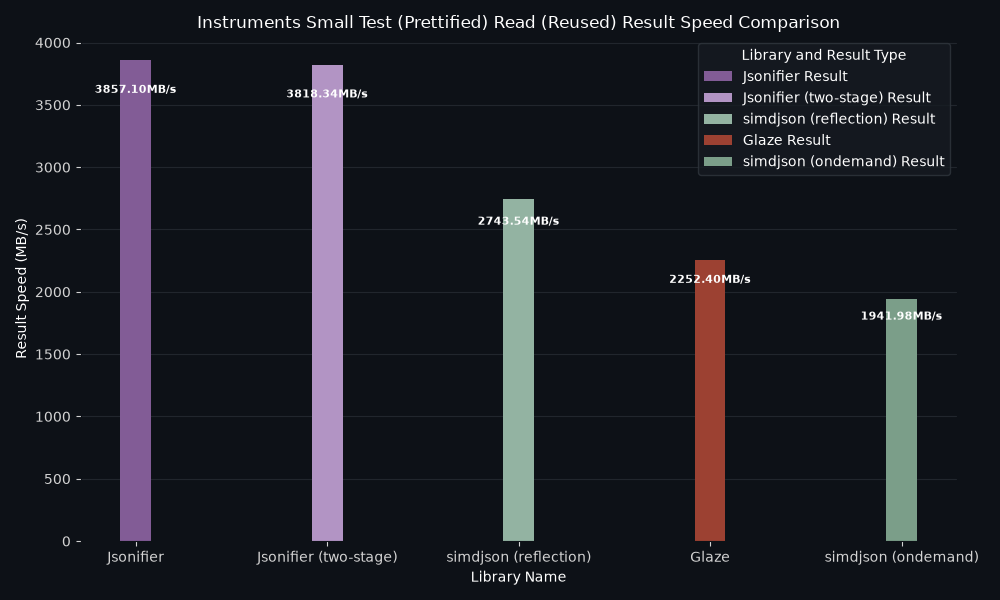 Instruments Small Test (Prettified) Read (Reused) Result Speed Comparison
Library and Result Type
Jsonifier Result
Jsonifier (two-stage) Result
simdjson (reflection) Result
Glaze Result
simdjson (ondemand) Result
Result Speed (MB/s)
4000
3500
3000
2500
2000
1500
1000
500
0
3857.10MB/s
3818.34MB/s
2743.54MB/s
2252.40MB/s
1941.98MB/s
Jsonifier
Jsonifier (two-stage)
simdjson (reflection)
Glaze
simdjson (ondemand)
Library Name